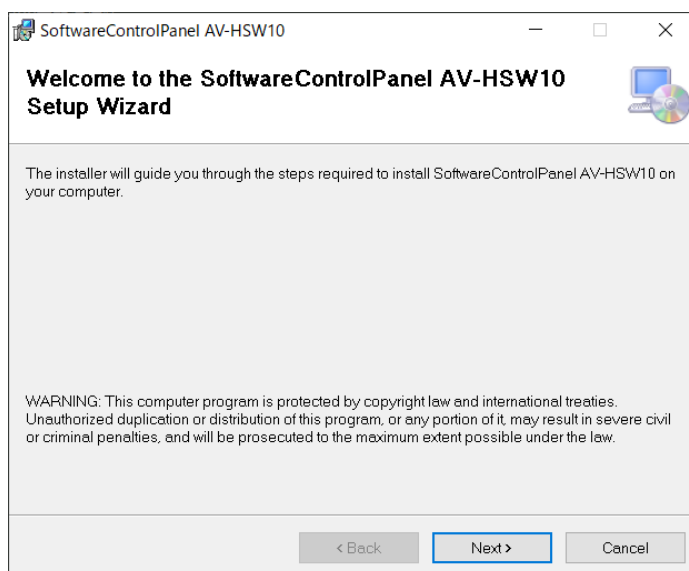 SoftwareControlPanel AV-HSW10
Welcome to the SoftwareControlPanel AV-HSW10
Setup Wizard
The installer will guide you through the steps required to install SoftwareControlPanel AV-HSW10 on
your computer.
WARNING: This computer program is protected by copyright law and international treaties.
Unauthorized duplication or distribution of this program, or any portion of it, may result in severe civil
or criminal penalties, and will be prosecuted to the maximum extent possible under the law.
< Back
Next >
Cancel